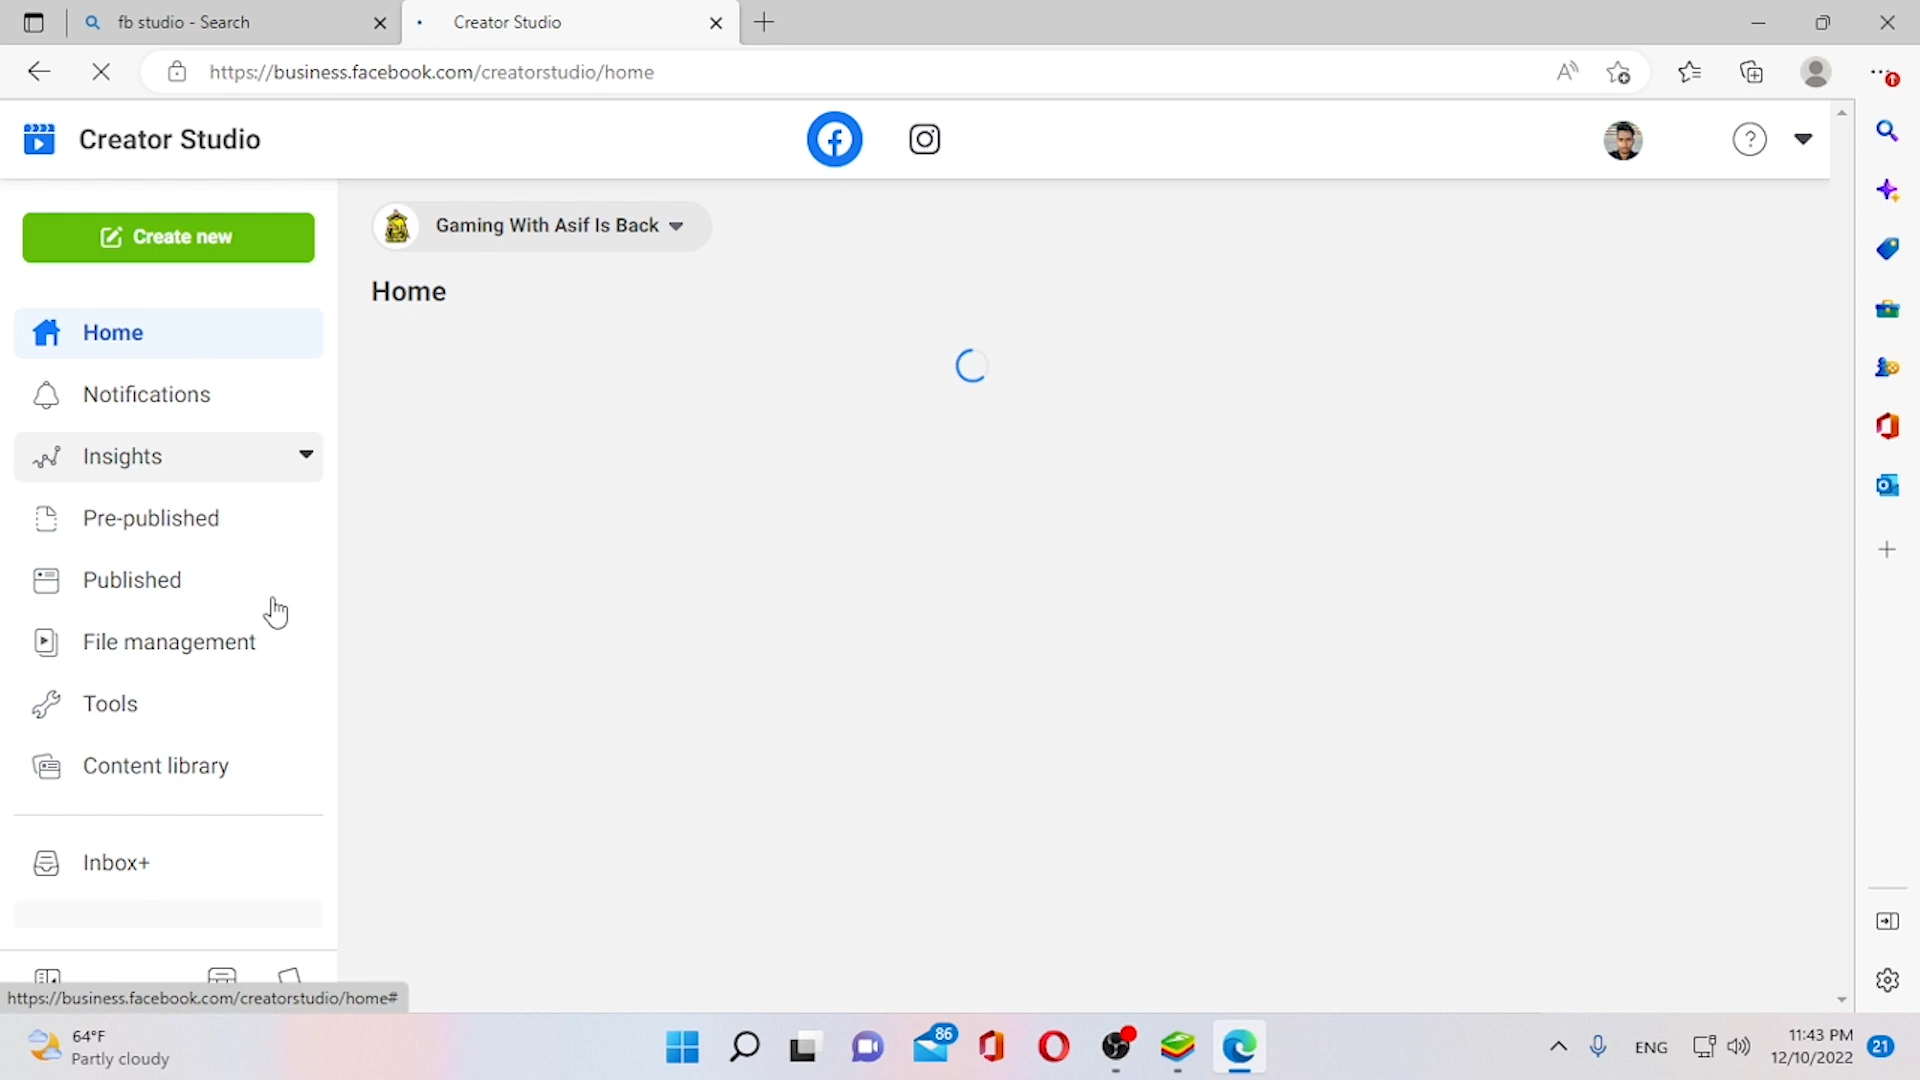 fb studio - Search
Creator Studio
https://business.facebook.com/creatorstudio/home
Creator Studio
Create new
Gaming With Asif Is Back
Home
Home
Notifications
Insights
Pre-published
Published
File management
Tools
Content library
Inbox+
https://business.facebook.com/creatorstudio/home#
64°F
Partly cloudy
86
ENG
11:43 PM
12/10/2022
21